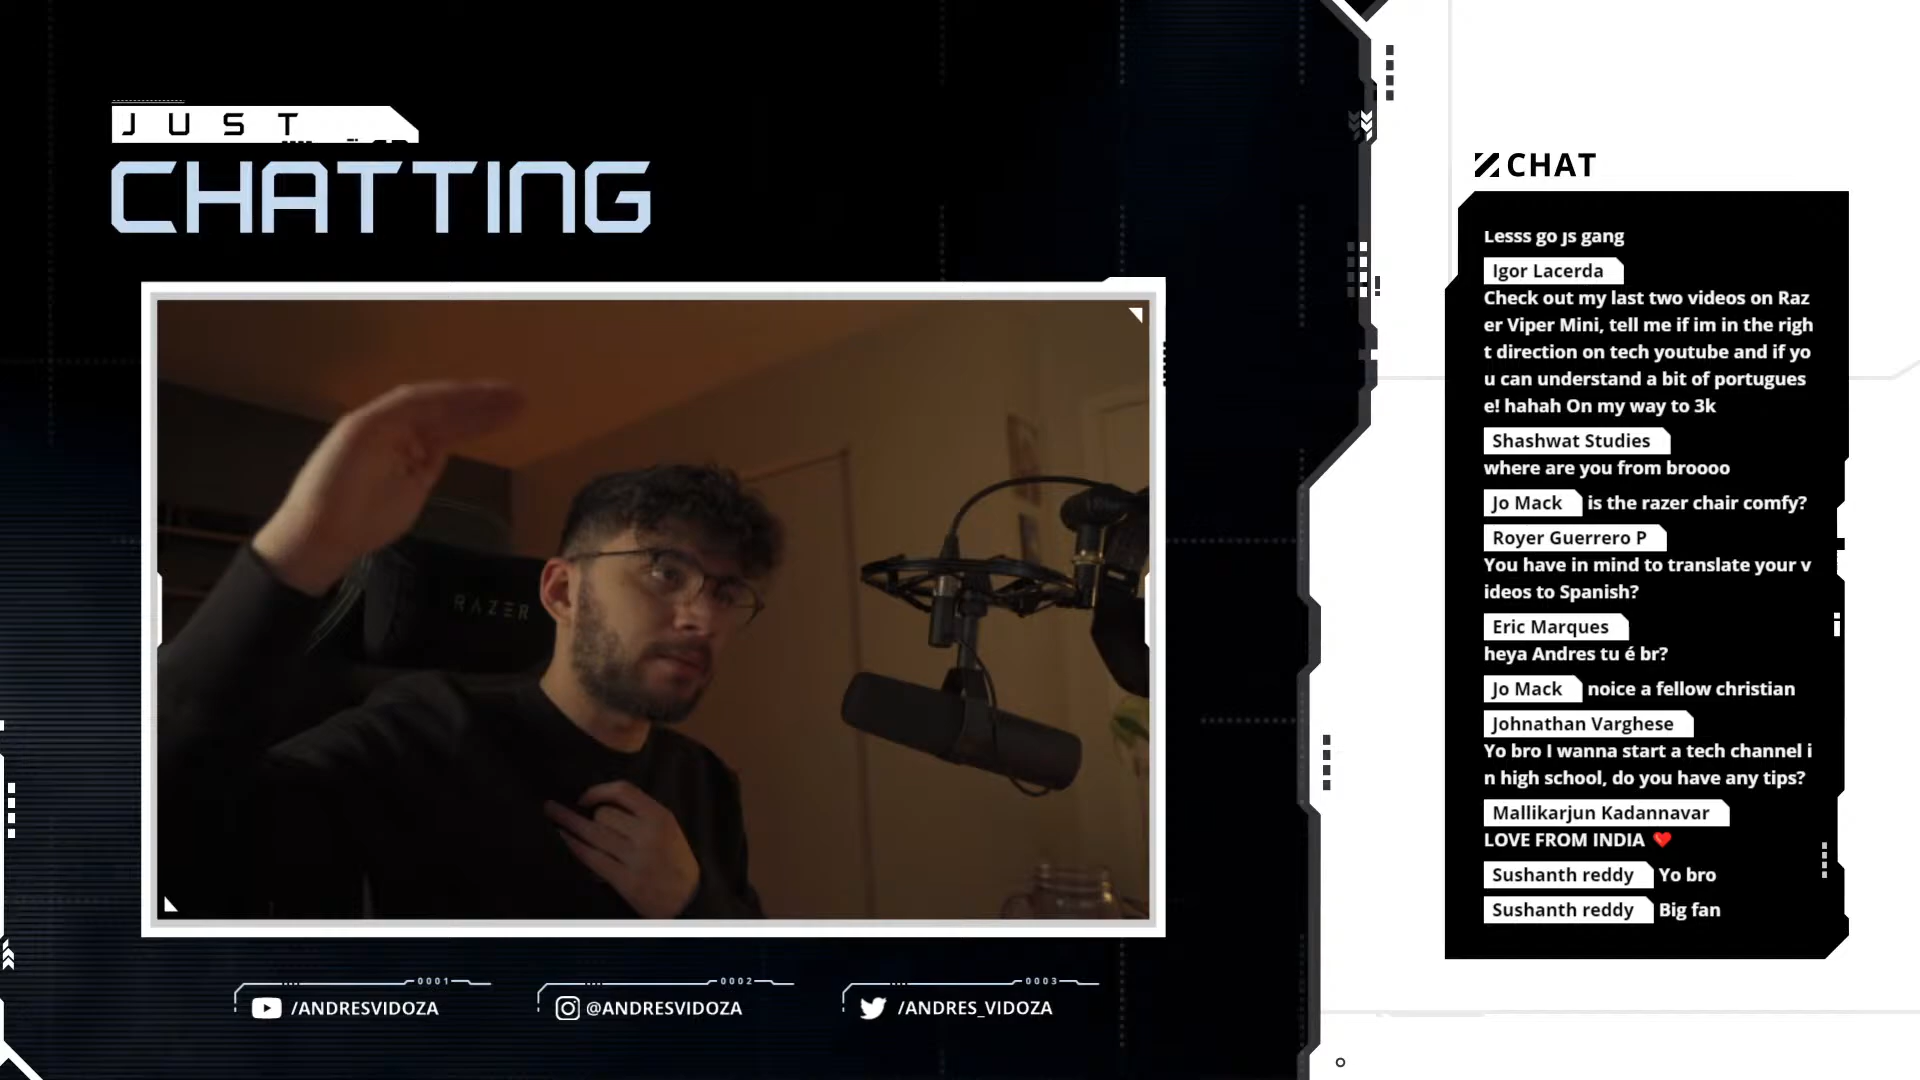 JUST
CHATTING
RAZER
0001
/ANDRESVIDOZA
0002
@ANDRESVIDOZA
0003
/ANDRES_VIDOZA
CHAT
Lesss go js gang
Igor Lacerda
Check out my last two videos on Raz
er Viper Mini, tell me if im in the righ
t direction on tech youtube and if yo
u can understand a bit of portugues
e! hahah On my way to 3k
Shashwat Studies
where are you from broooo
Jo Mack is the razer chair comfy?
Royer Guerrero P
You have in mind to translate your v
ideos to Spanish?
Eric Marques
heya Andres tu é br?
Jo Mack noice a fellow christian
Johnathan Varghese
Yo bro I wanna start a tech channel i
n high school, do you have any tips?
Mallikarjun Kadannavar
LOVE FROM INDIA ❤️
Sushanth reddy Yo bro
Sushanth reddy Big fan